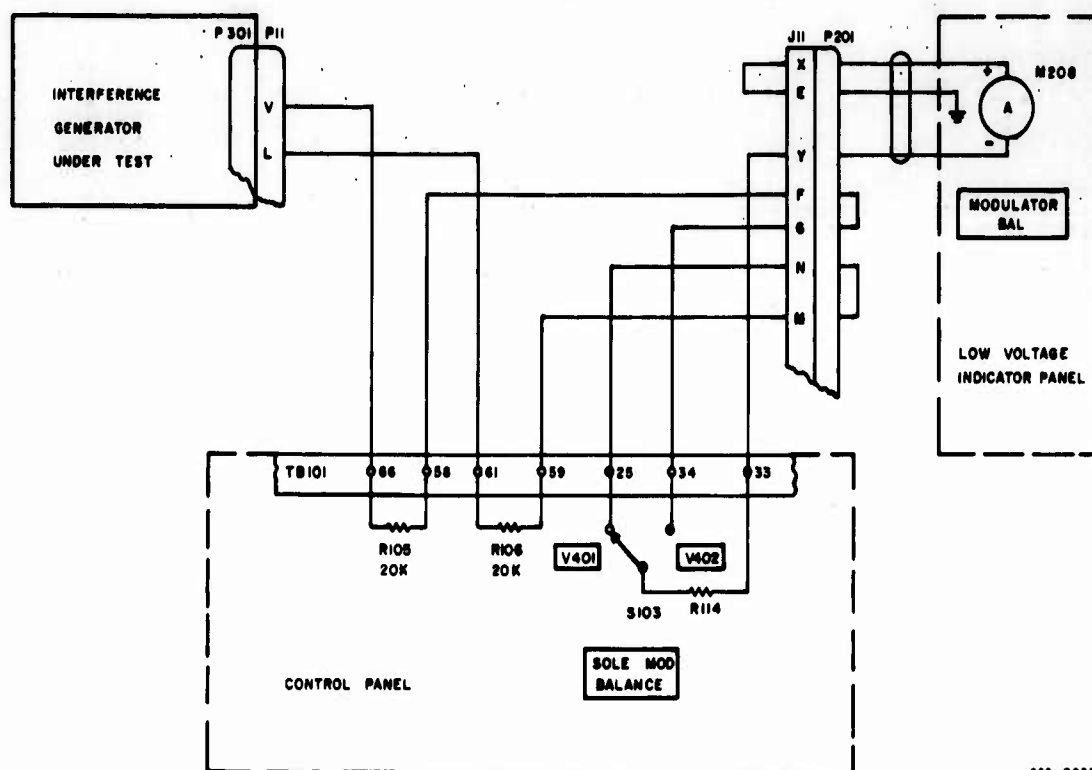 P301 P11
J11 P201
INTERFERENCE
GENERATOR
UNDER TEST
V
L
X
E
Y
F
G
N
M
+
A
-
M208
MODULATOR
BAL
LOW VOLTAGE
INDICATOR PANEL
TB101 66 58 61 59 25 34 33
R105
20K
R106
20K
V401
V402
S103
R114
SOLE MOD
BALANCE
CONTROL PANEL